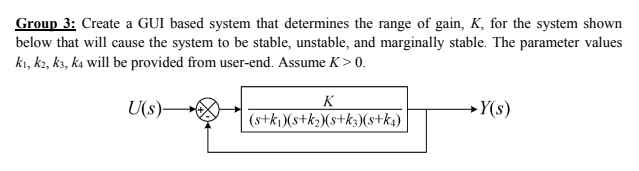 Group 3: Create a GUI based system that determines the range of gain, K, for the system shown
below that will cause the system to be stable, unstable, and marginally stable. The parameter values
k₁, k₂, k₃, k₄ will be provided from user-end. Assume K > 0.
U(s) + - K Y(s)
(s+k₁)(s+k₂)(s+k₃)(s+k₄)